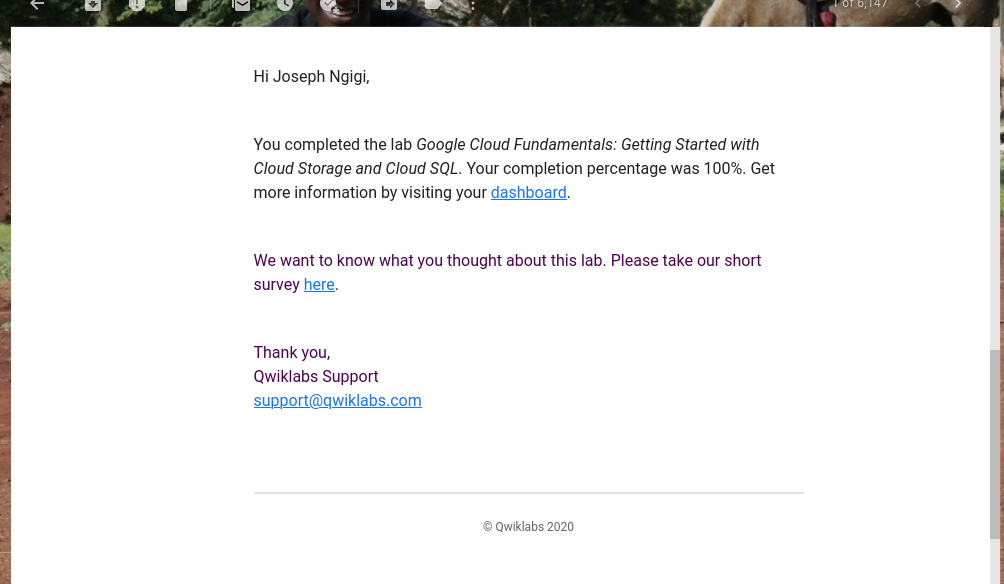 1 of 6,147
Hi Joseph Ngigi,
You completed the lab Google Cloud Fundamentals: Getting Started with
Cloud Storage and Cloud SQL. Your completion percentage was 100%. Get
more information by visiting your dashboard.
We want to know what you thought about this lab. Please take our short
survey here.
Thank you,
Qwiklabs Support
support@qwiklabs.com
© Qwiklabs 2020